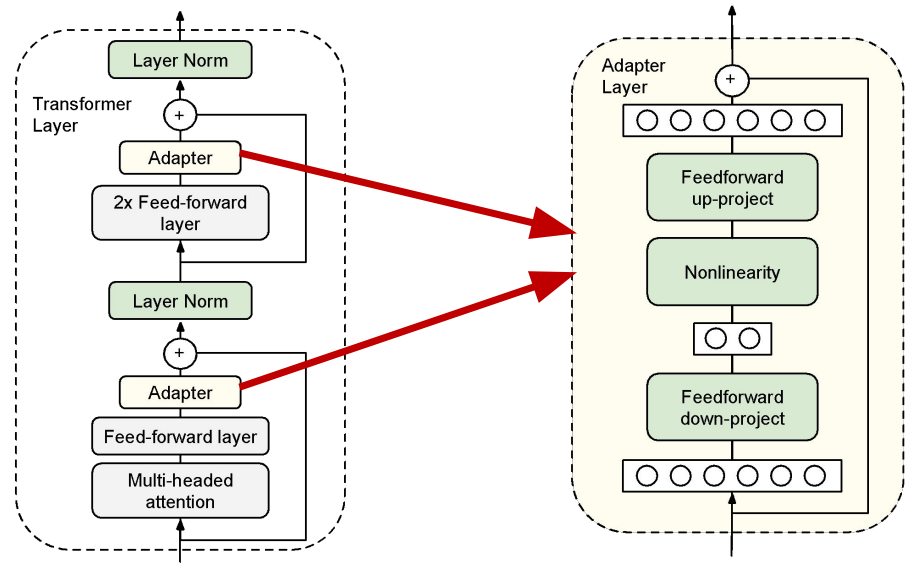 Layer Norm
Transformer
Layer
+
Adapter
2x Feed-forward
layer
Layer Norm
+
Adapter
Feed-forward layer
Multi-headed
attention
Adapter
Layer
+
Feedforward
up-project
Nonlinearity
Feedforward
down-project